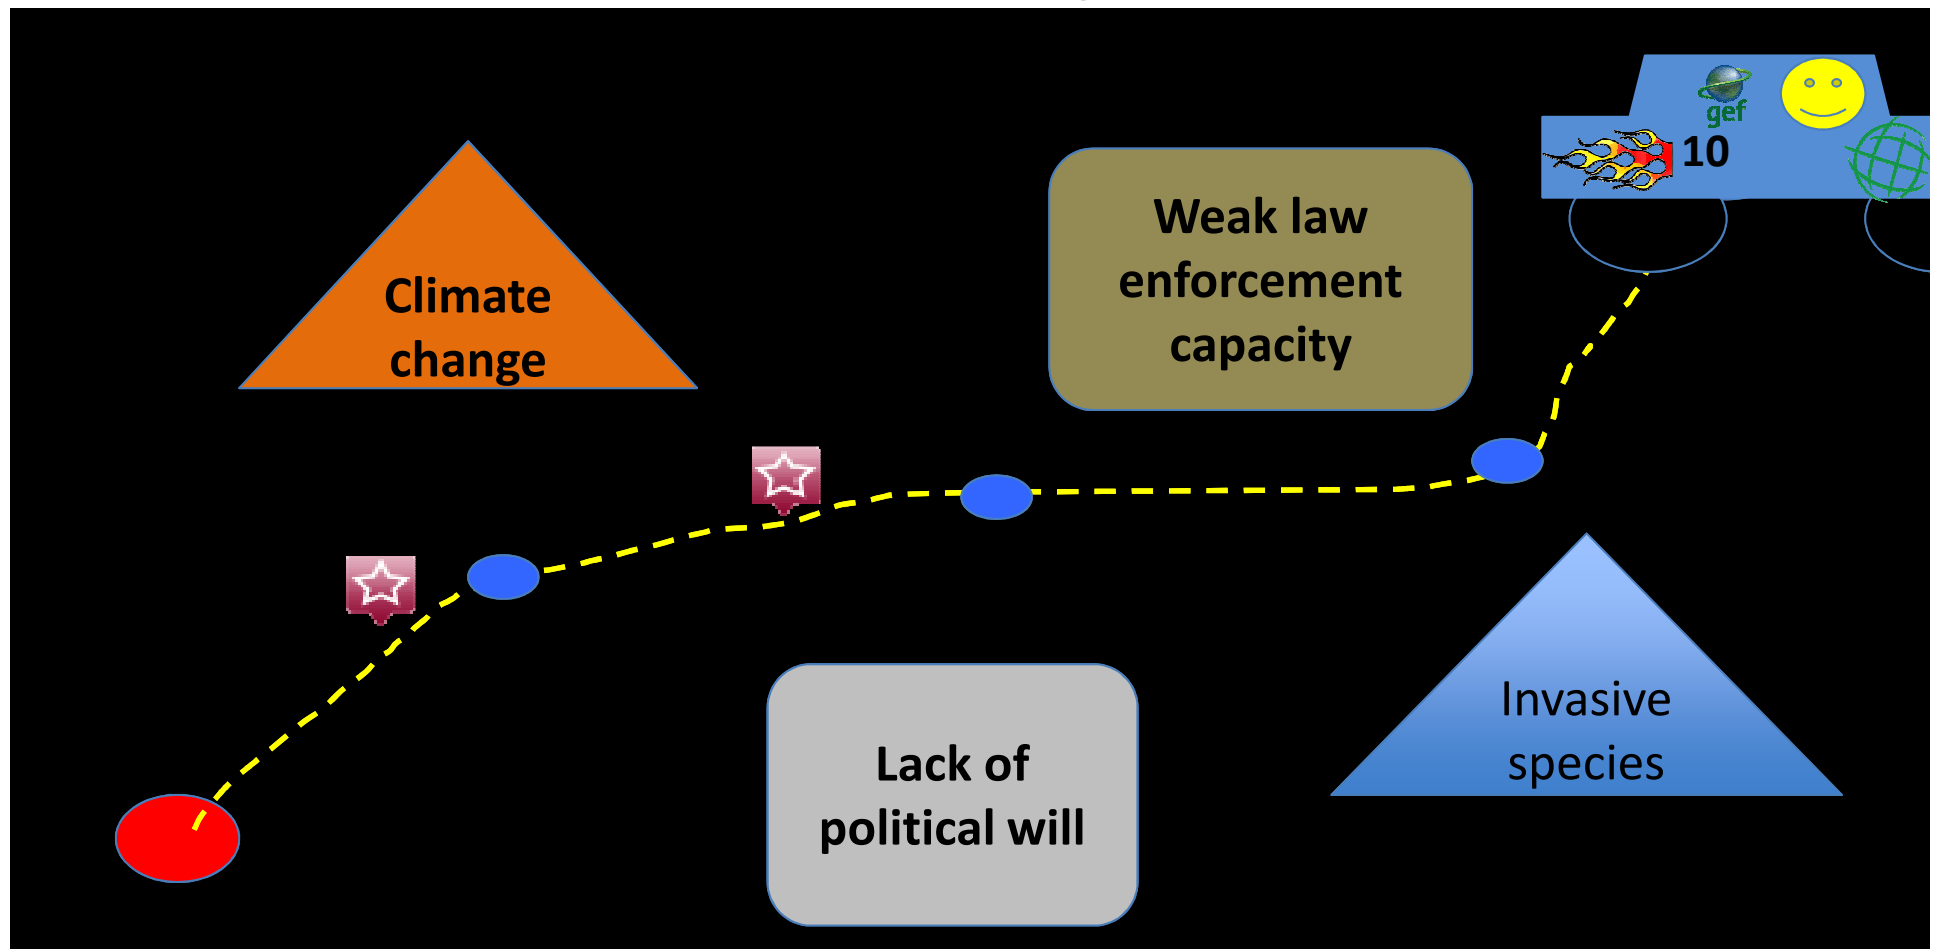 gef
10
Climate
change
Weak law
enforcement
capacity
Invasive
species
Lack of
political will